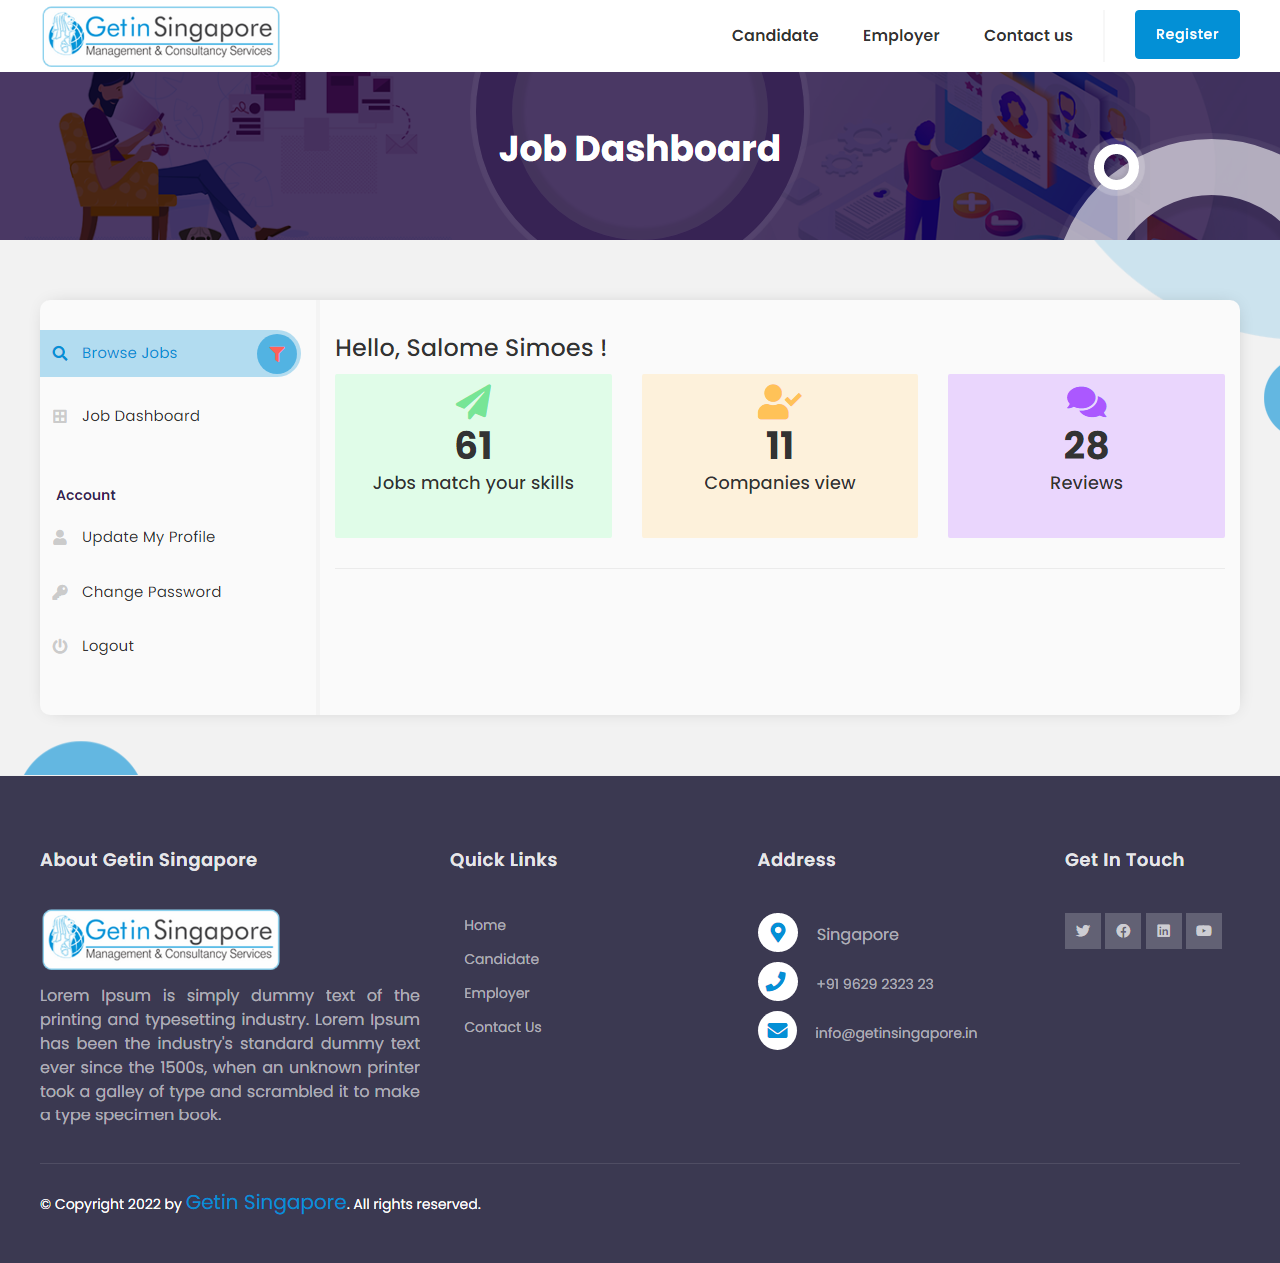 Getin Singapore
Management & Consultancy Services
Candidate
Employer
Contact us
Register
Job Dashboard
Browse Jobs
Job Dashboard
Account
Update My Profile
Change Password
Logout
Hello, Salome Simoes !
61
Jobs match your skills
11
Companies view
28
Reviews
About Getin Singapore
Getin Singapore
Management & Consultancy Services
Lorem Ipsum is simply dummy text of the
printing and typesetting industry. Lorem Ipsum
has been the industry's standard dummy text
ever since the 1500s, when an unknown printer
took a galley of type and scrambled it to make
a type specimen book.
Quick Links
Home
Candidate
Employer
Contact Us
Address
Singapore
+91 9629 2323 23
info@getinsingapore.in
Get In Touch
© Copyright 2022 by Getin Singapore. All rights reserved.